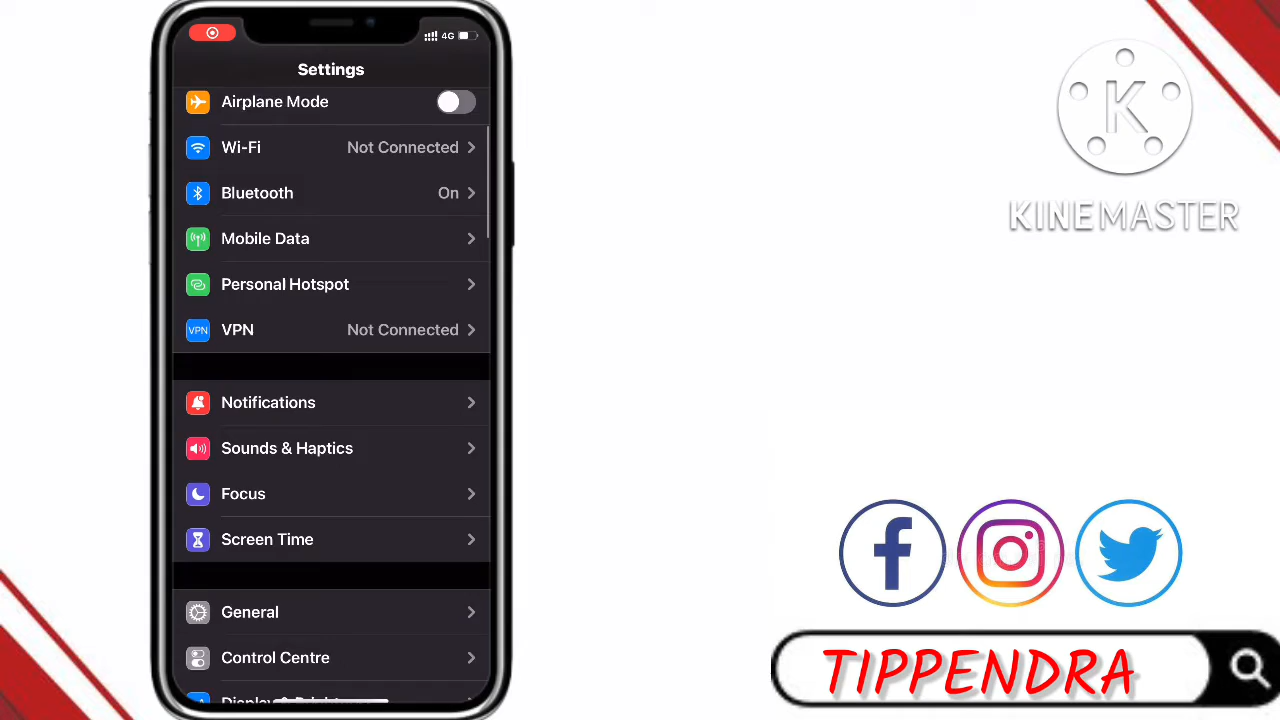 4G
Settings
Airplane Mode
Wi-Fi Not Connected
Bluetooth On
Mobile Data
Personal Hotspot
VPN VPN Not Connected
Notifications
Sounds & Haptics
Focus
Screen Time
General
Control Centre
K
KINEMASTER
TIPPENDRA